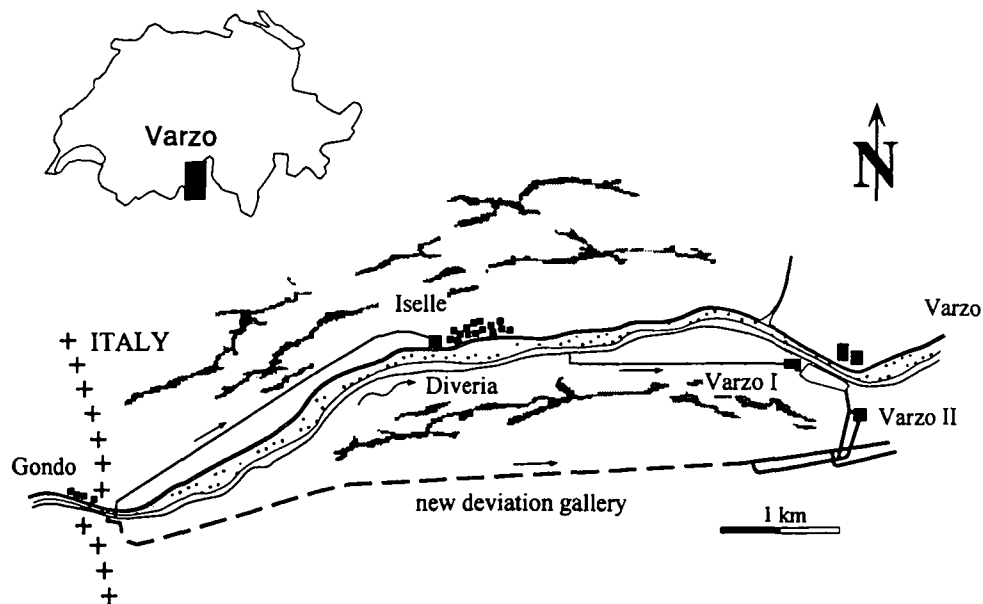 Varzo
N
Iselle
Varzo
ITALY
Diveria
Varzo I
Varzo II
Gondo
new deviation gallery
1 km